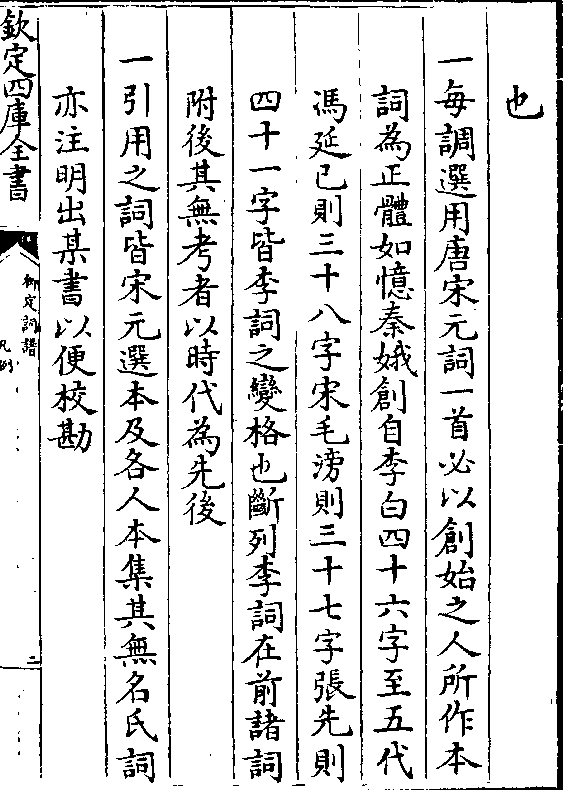 也
一每調選用唐宋元詞一首必以創始之人所作本
詞為正體如憶秦娥創自李白四十六字至五代
馮延巳則三十八字宋毛滂則三十七字張先則
四十一字皆李詞之變格也斷列李詞在前諸詞
附後其無考者以時代為先後
一引用之詞皆宋元選本及各人本集其無名氏詞
亦注明出某書以便校勘
欽定四庫全書
御定詞譜
凡例
二